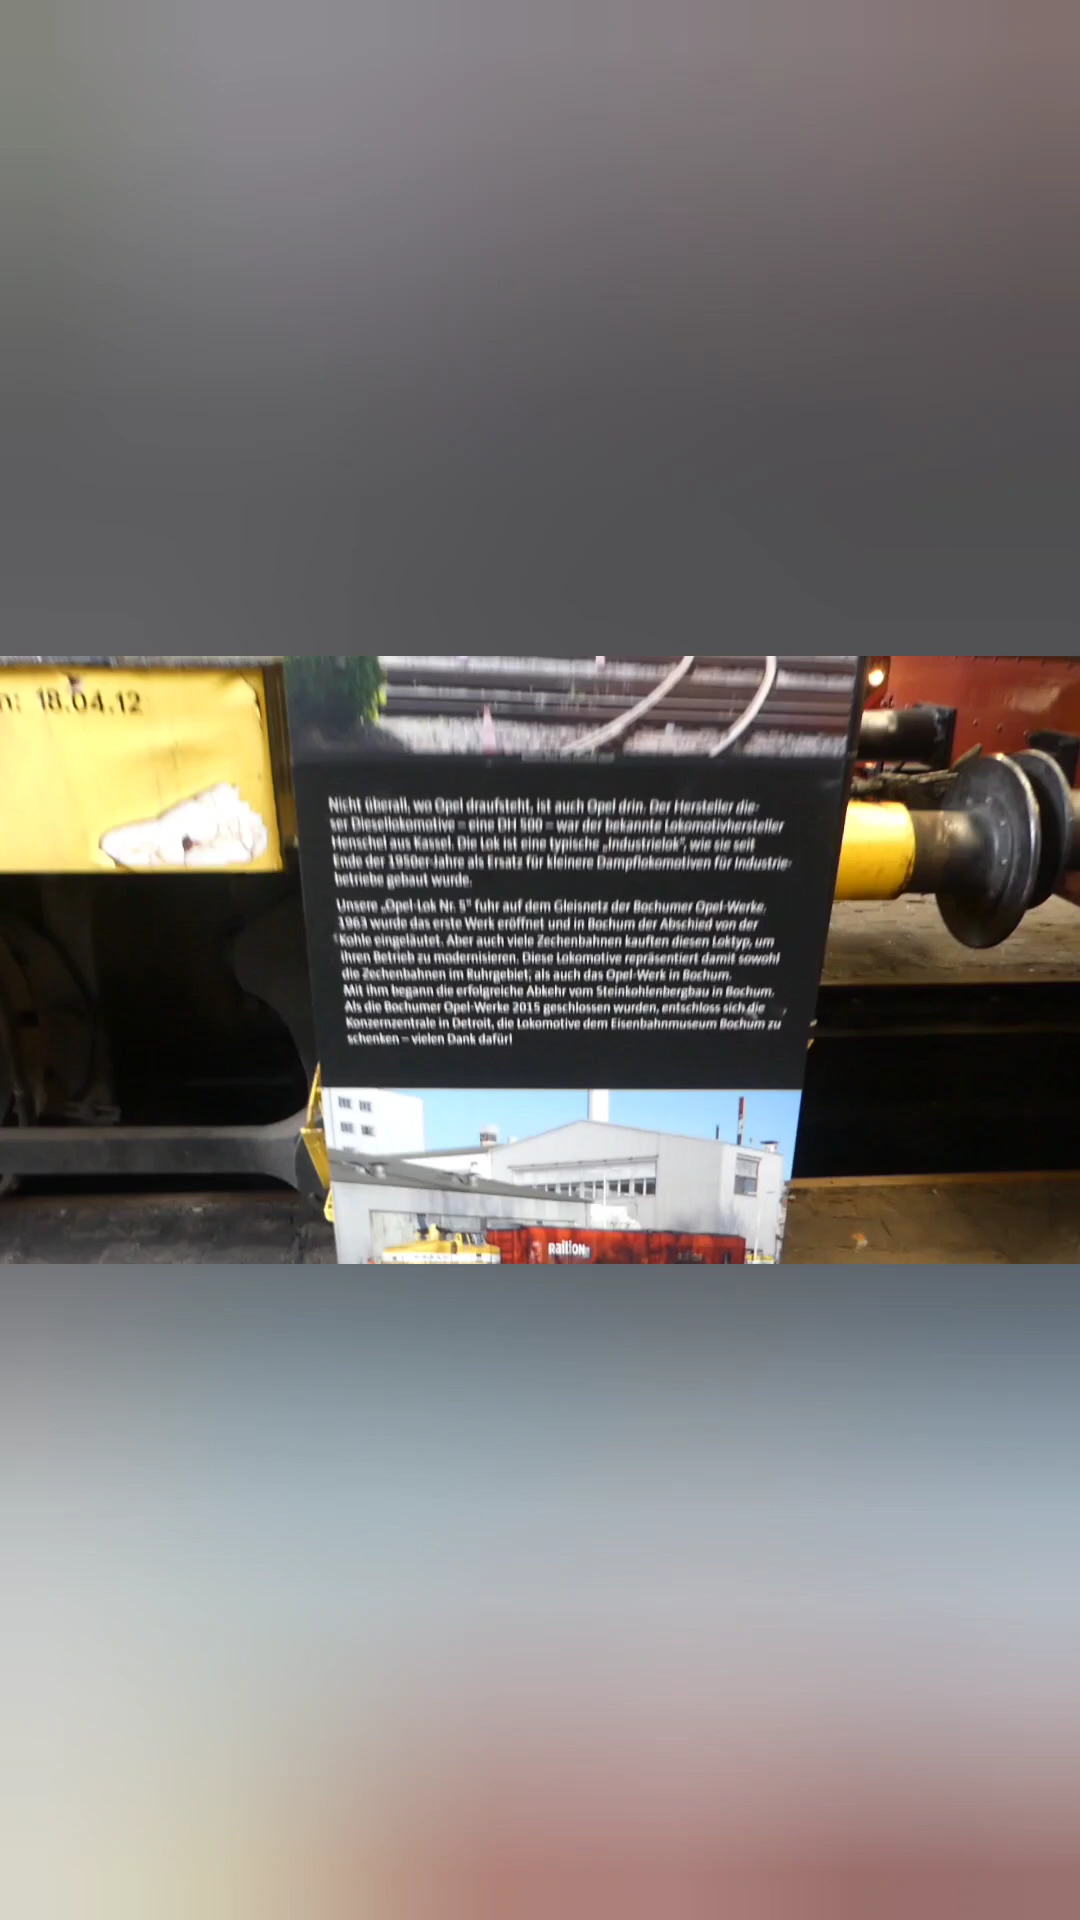 n: 18.04.12
Nicht überall, wo Opel draufsteht, ist auch Opel drin. Der Hersteller die-
ser Diesellokomotive – eine DH 500 – war der bekannte Lokomotivhersteller
Henschel aus Kassel. Die Lok ist eine typische „Industrielok“, wie sie seit
Ende der 1950er-Jahre als Ersatz für kleinere Dampflokomotiven für Industrie-
betriebe gebaut wurde.
Unsere „Opel-Lok Nr. 5“ fuhr auf dem Gleisnetz der Bochumer Opel-Werke.
1963 wurde das erste Werk eröffnet und in Bochum der Abschied von der
Kohle eingeläutet. Aber auch viele Zechenbahnen kauften diesen Loktyp, um
ihren Betrieb zu modernisieren. Diese Lokomotive repräsentiert damit sowohl
die Zechenbahnen im Ruhrgebiet, als auch das Opel-Werk in Bochum.
Mit ihm begann die erfolgreiche Abkehr vom Steinkohlenbergbau in Bochum.
Als die Bochumer Opel-Werke 2015 geschlossen wurden, entschloss sich die
Konzernzentrale in Detroit, die Lokomotive dem Eisenbahnmuseum Bochum zu
schenken – vielen Dank dafür!
Railion